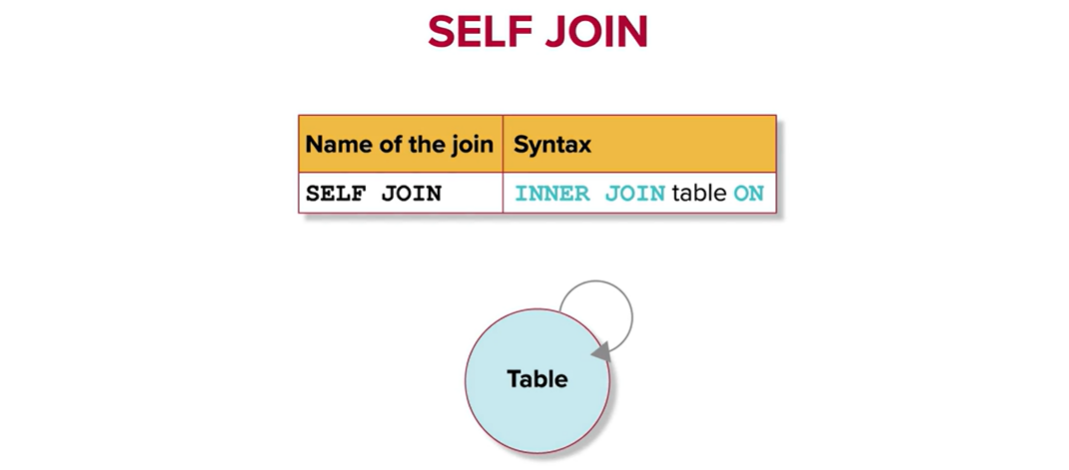 SELF JOIN
Name of the join Syntax
SELF JOIN INNER JOIN table ON
Table